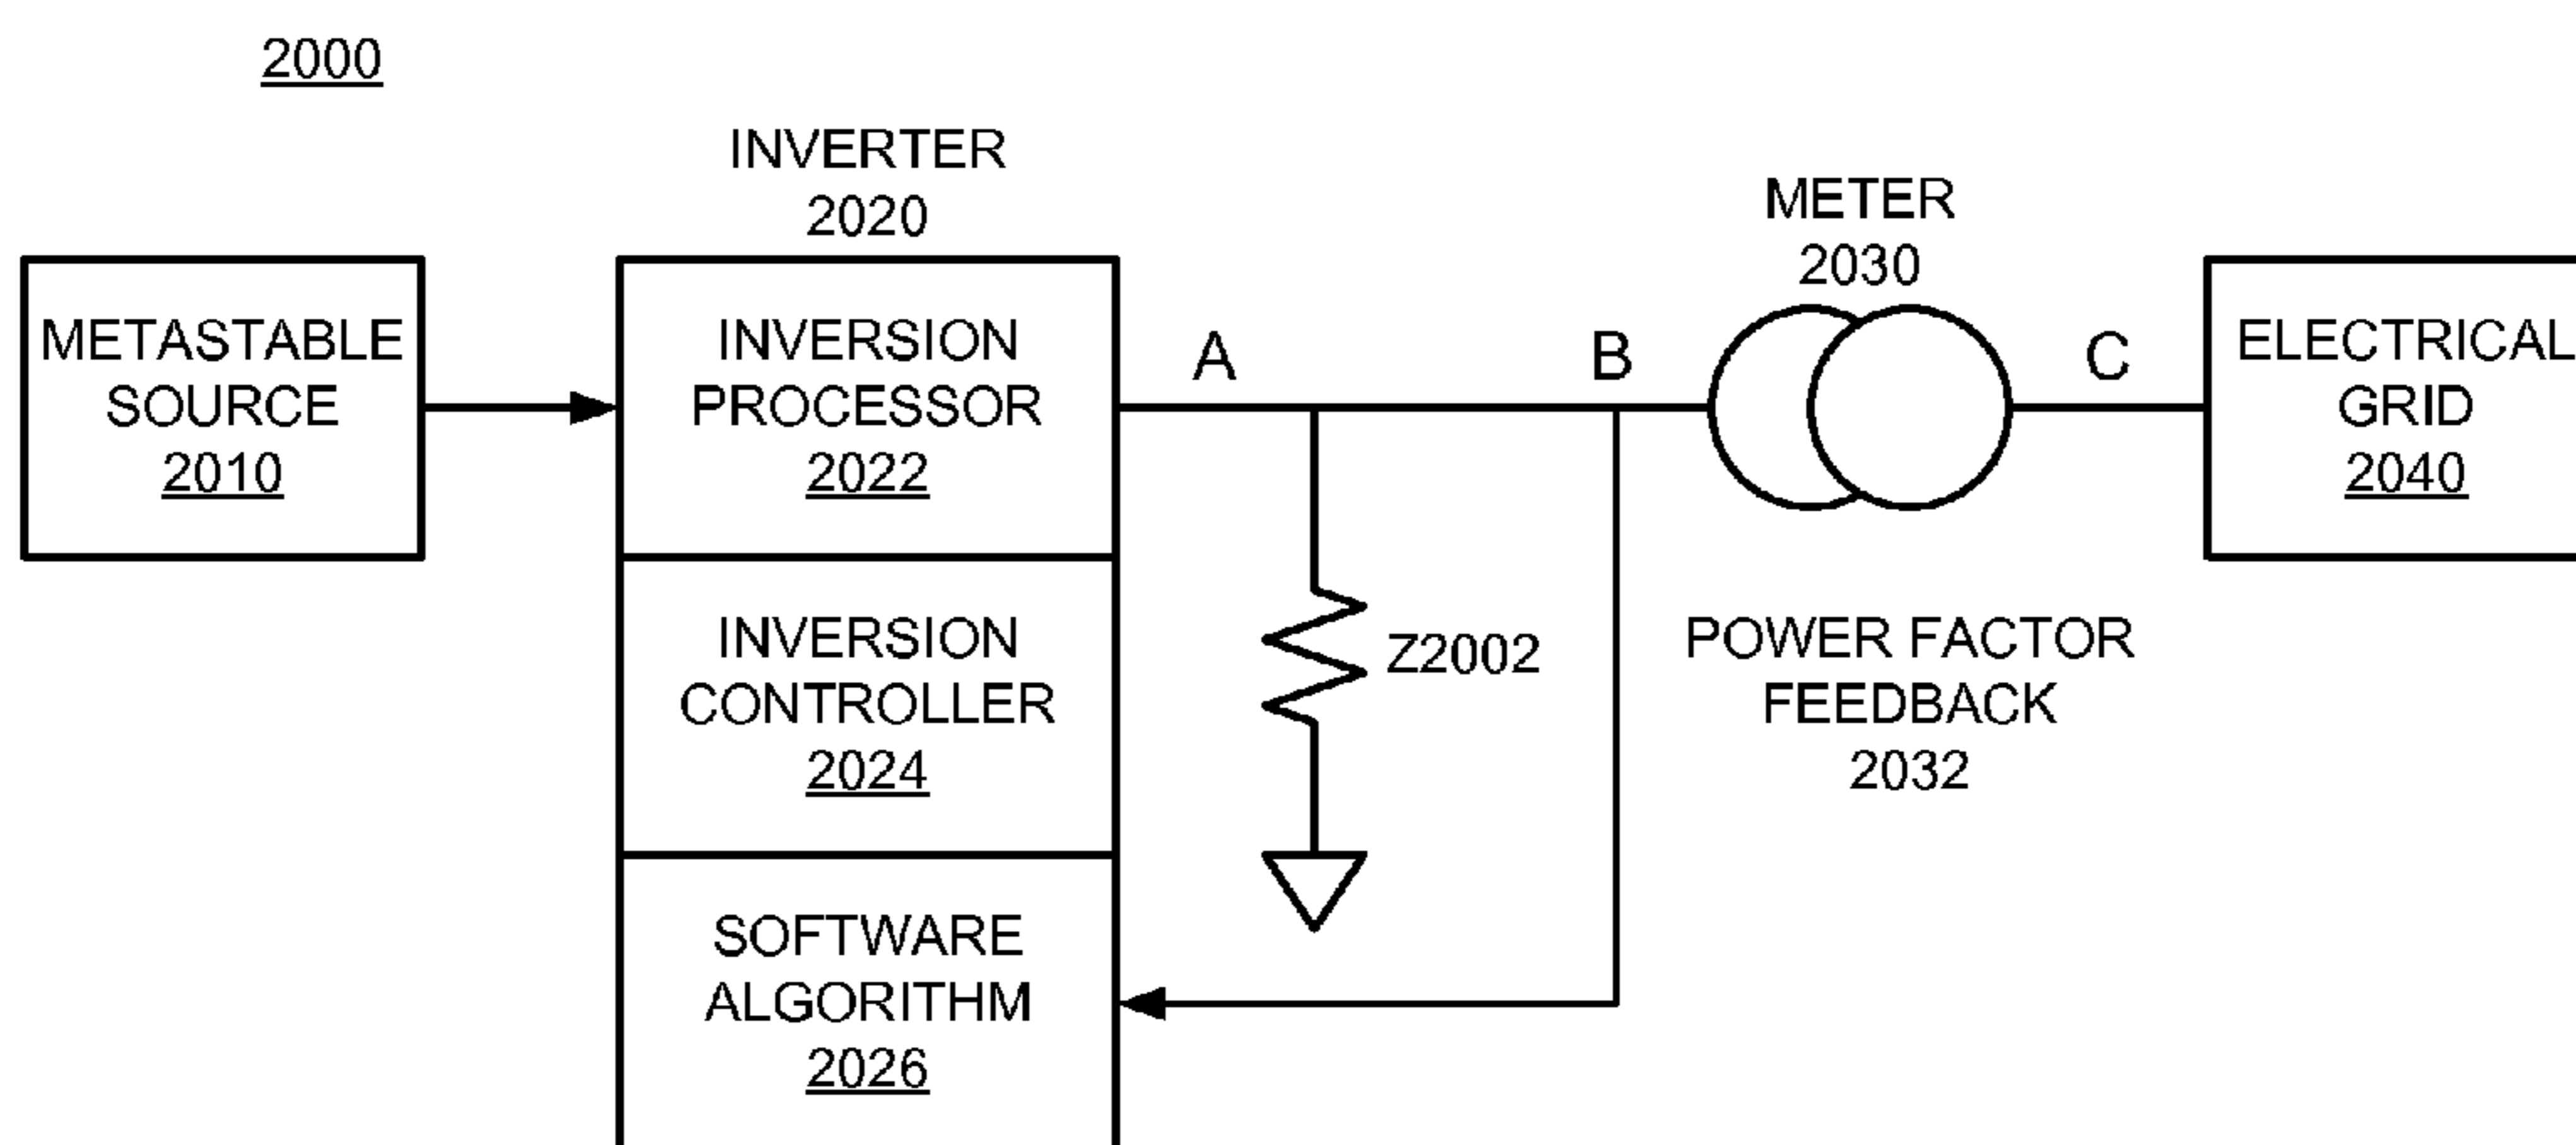 2000
INVERTER
2020
METER
2030
METASTABLE
SOURCE
2010
INVERSION
PROCESSOR
2022
A
B
C
ELECTRICAL
GRID
2040
INVERSION
CONTROLLER
2024
Z2002
POWER FACTOR
FEEDBACK
2032
SOFTWARE
ALGORITHM
2026